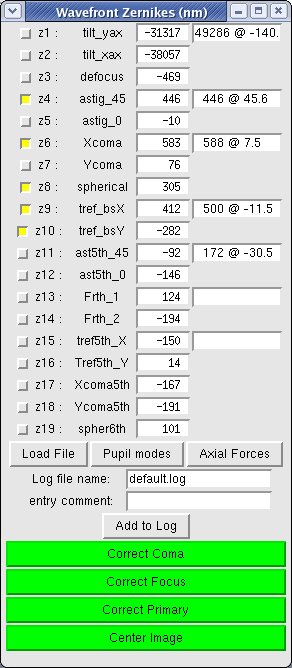 Wavefront Zernikes (nm)
z1 : tilt_yax -31317 49286 @ -140.
z2 : tilt_xax -38057
z3 : defocus -469
z4 : astig_45 446 446 @ 45.6
z5 : astig_0 -10
z6 : Xcoma 583 588 @ 7.5
z7 : Ycoma 76
z8 : spherical 305
z9 : tref_bsX 412 500 @ -11.5
z10 : tref_bsY -282
z11 : ast5th_45 -92 172 @ -30.5
z12 : ast5th_0 -146
z13 : Frth_1 124
z14 : Frth_2 -194
z15 : tref5th_X -150
z16 : Tref5th_Y 14
z17 : Xcoma5th -167
z18 : Ycoma5th -191
z19 : spher6th 101
Load File Pupil modes Axial Forces
Log file name: default.log
entry comment:
Add to Log
Correct Coma
Correct Focus
Correct Primary
Center Image